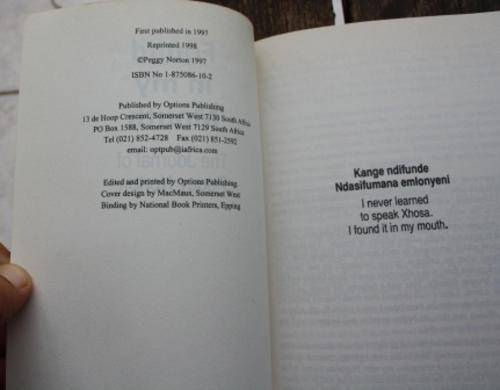 First published in 1997
Reprinted 1998
©Peggy Norton 1997
ISBN No 1-875086-10-2
Published by Options Publishing
13 de Hoop Crescent, Somerset West 7130 South Africa
PO Box 1588, Somerset West 7129 South Africa
Tel (021) 852-4728 Fax (021) 851-2592
email: optpub@iafrica.com
Edited and printed by Options Publishing
Cover design by MacMaus, Somerset West
Binding by National Book Printers, Epping
Kange ndifunde
Ndasifumana emlonyeni
I never learned
to speak Xhosa.
I found it in my mouth.